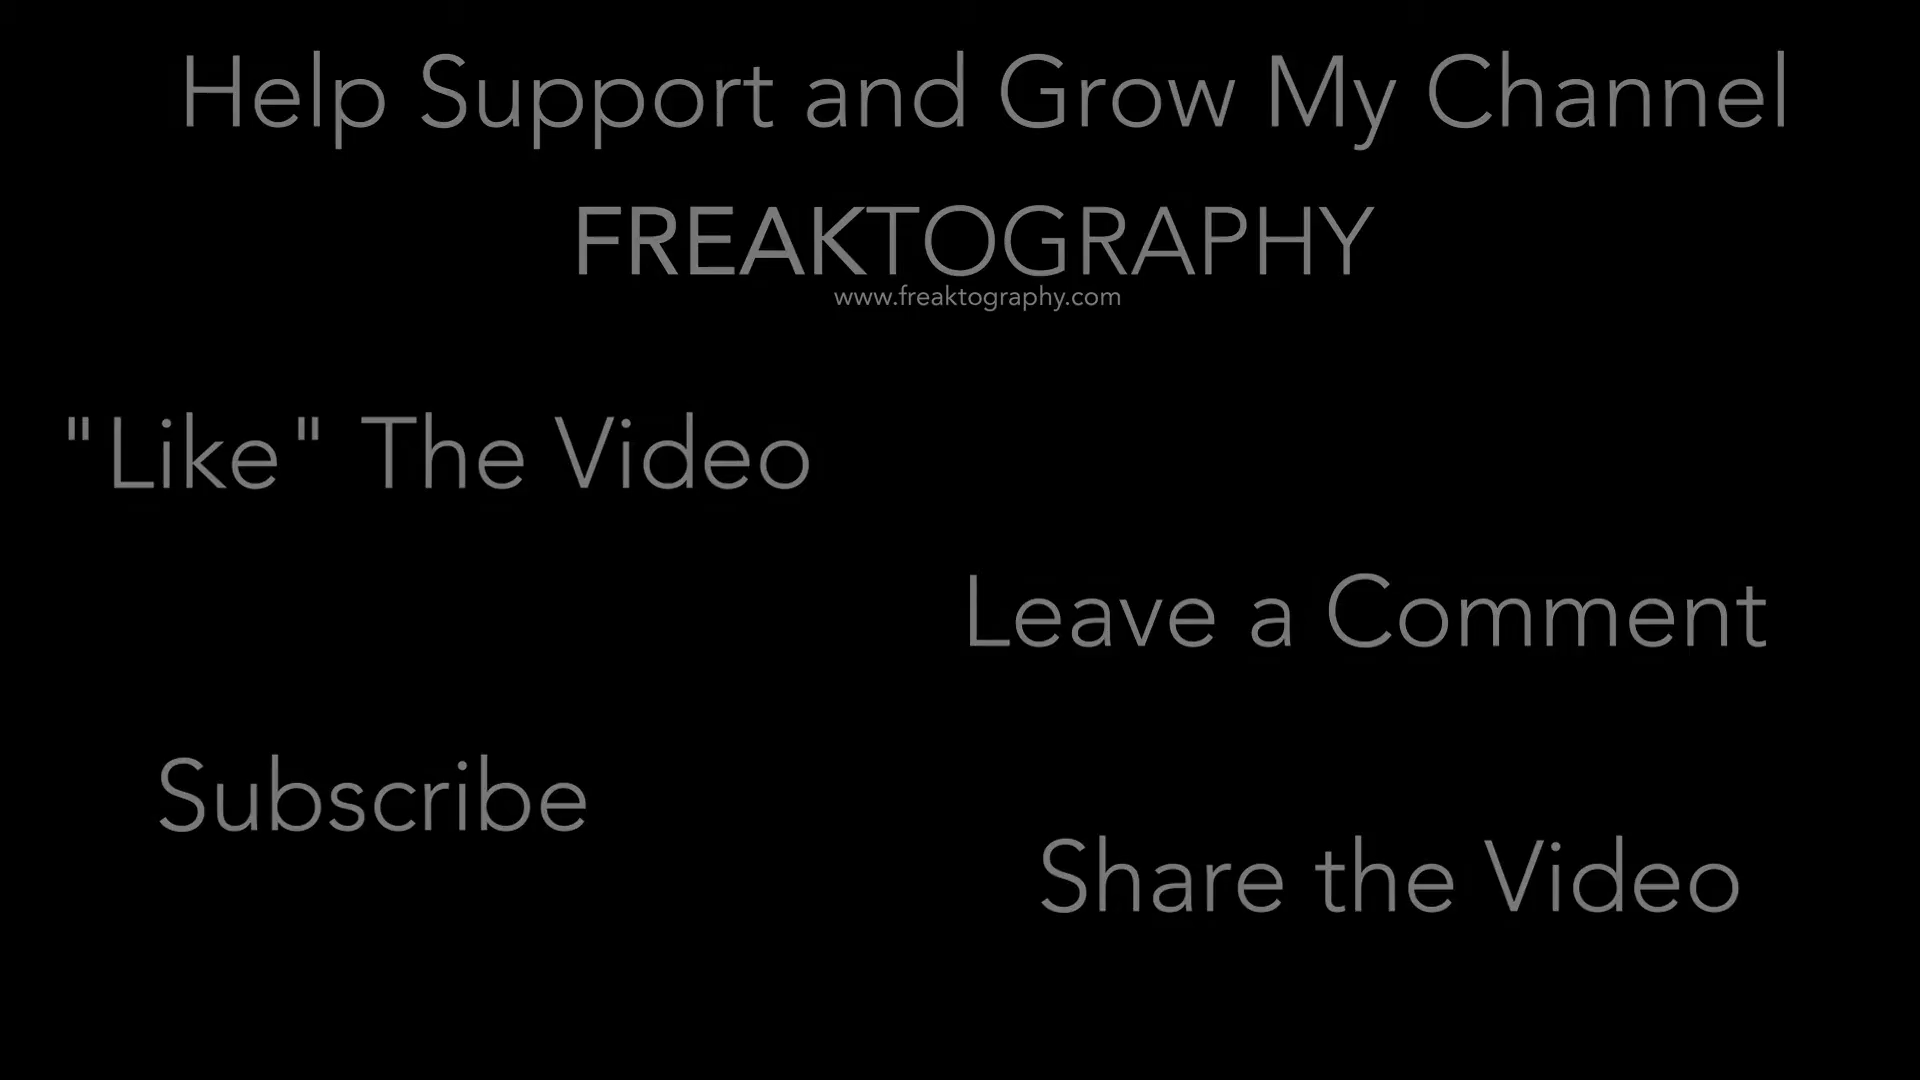 Help Support and Grow My Channel
FREAKTOGRAPHY
www.freaktography.com
"Like" The Video
Leave a Comment
Subscribe
Share the Video